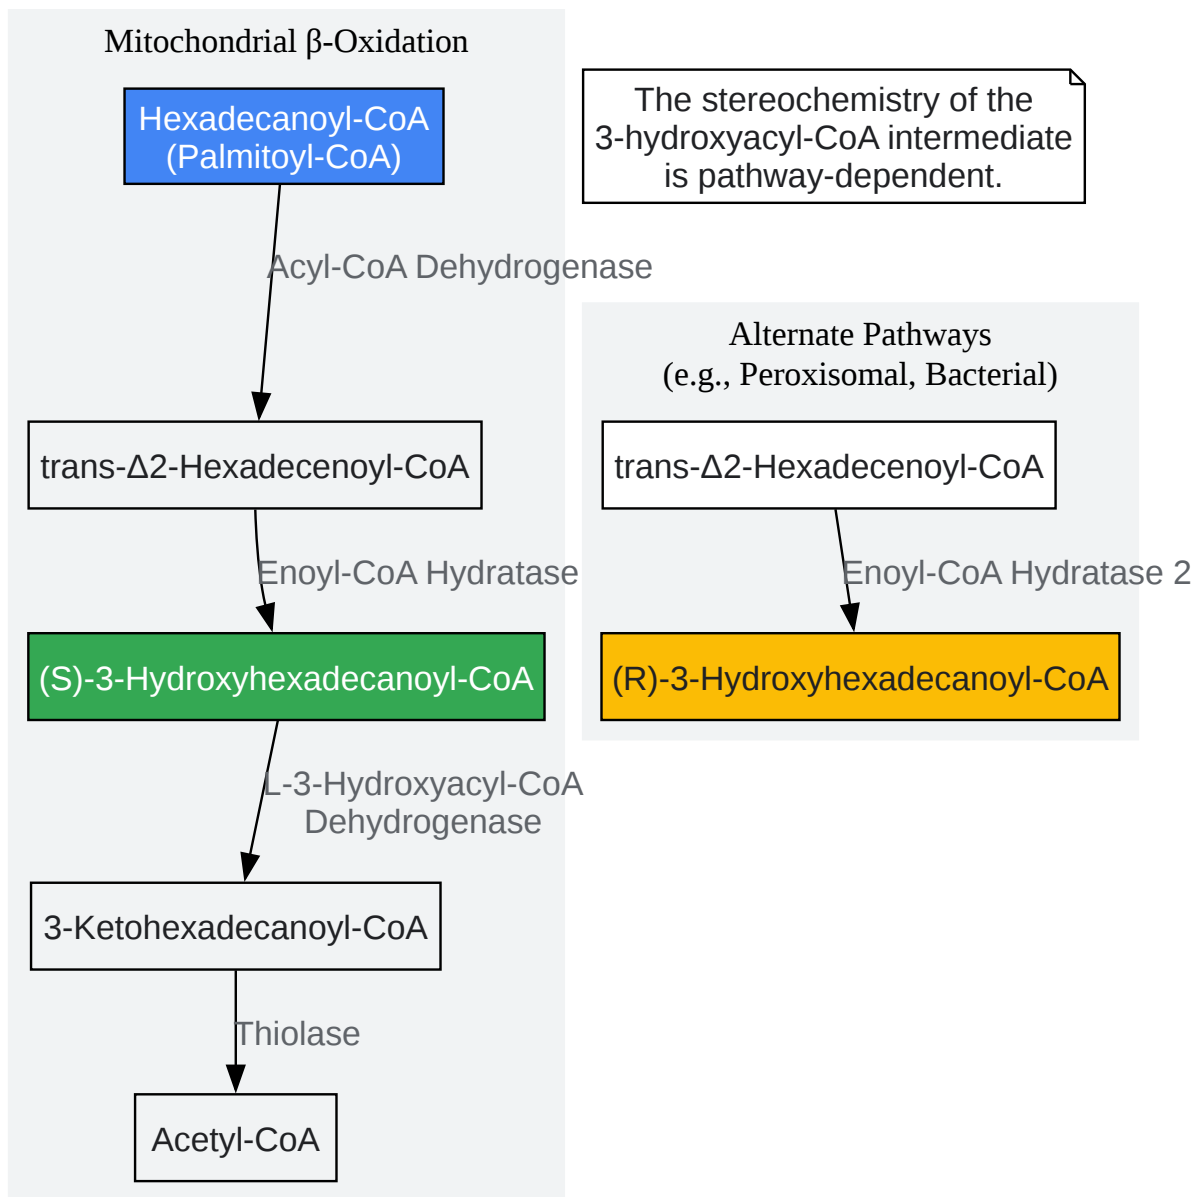 Mitochondrial β-Oxidation
Hexadecanoyl-CoA
(Palmitoyl-CoA)
The stereochemistry of the
3-hydroxyacyl-CoA intermediate
is pathway-dependent.
Acyl-CoA Dehydrogenase
Alternate Pathways
(e.g., Peroxisomal, Bacterial)
trans-Δ2-Hexadecenoyl-CoA
trans-Δ2-Hexadecenoyl-CoA
Enoyl-CoA Hydratase
Enoyl-CoA Hydratase 2
(S)-3-Hydroxyhexadecanoyl-CoA
(R)-3-Hydroxyhexadecanoyl-CoA
L-3-Hydroxyacyl-CoA
Dehydrogenase
3-Ketohexadecanoyl-CoA
Thiolase
Acetyl-CoA